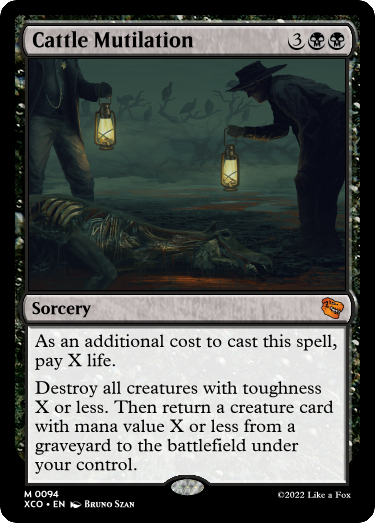 Cattle Mutilation 3
Sorcery
As an additional cost to cast this spell,
pay X life.
Destroy all creatures with toughness
X or less. Then return a creature card
with mana value X or less from a
graveyard to the battlefield under
your control.
M 0094
XCO • EN Bruno Szan
©2022 Like a Fox